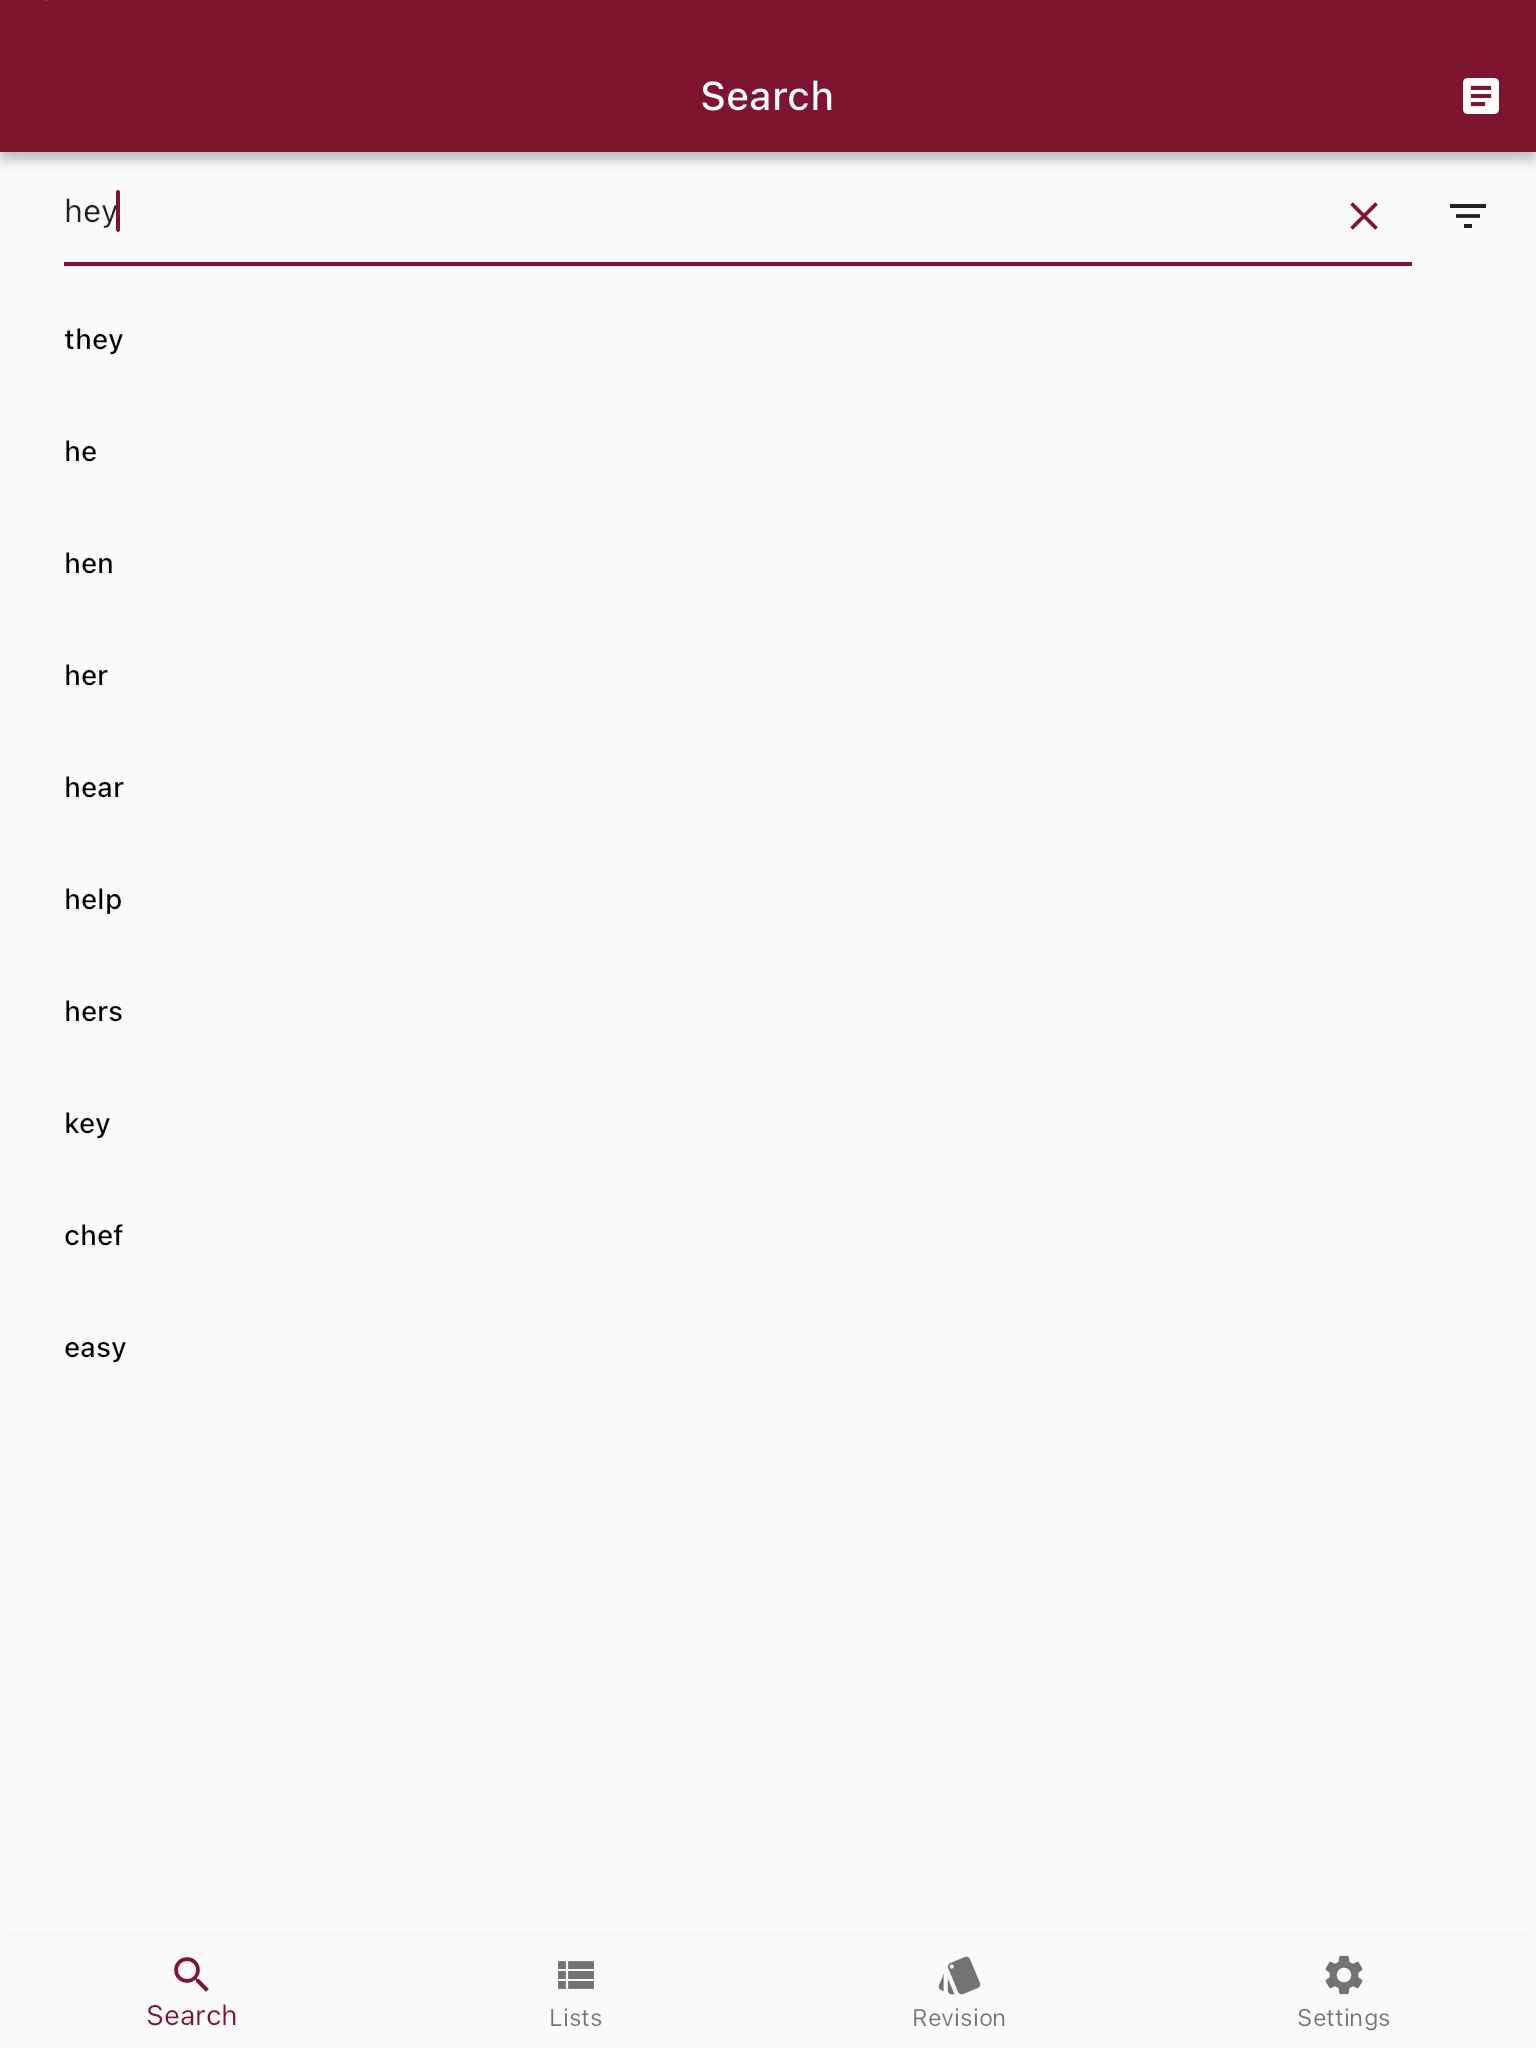 Search
hey
they
he
hen
her
hear
help
hers
key
chef
easy
Search
Lists
Revision
Settings